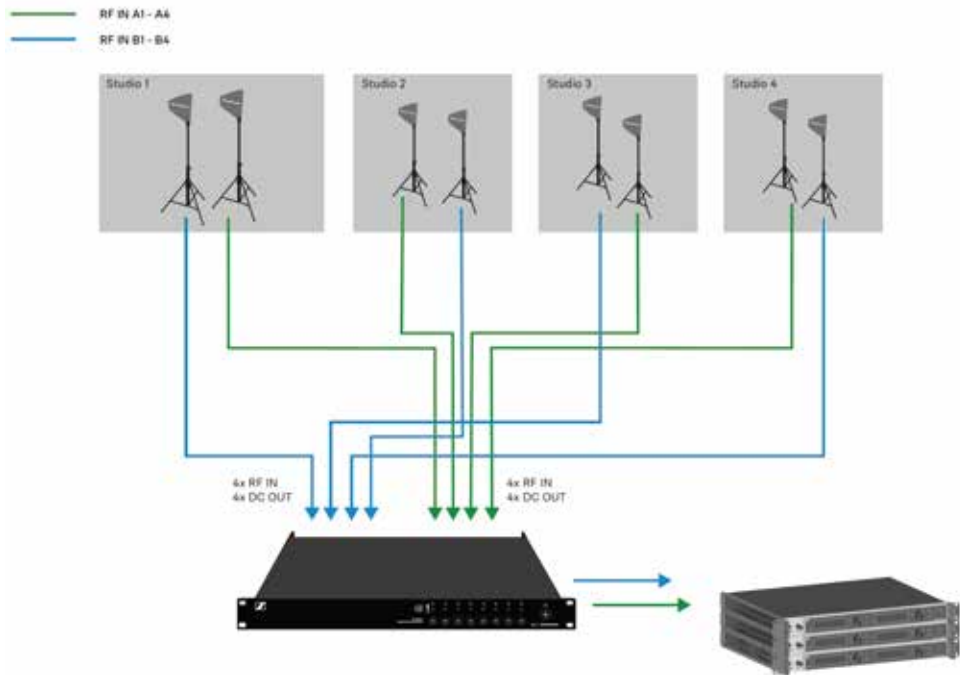 RF IN A1 - A4
RF IN B1 - B4
Studio 1
Studio 2
Studio 3
Studio 4
4x RF IN
4x DC OUT
4x RF IN
4x DC OUT